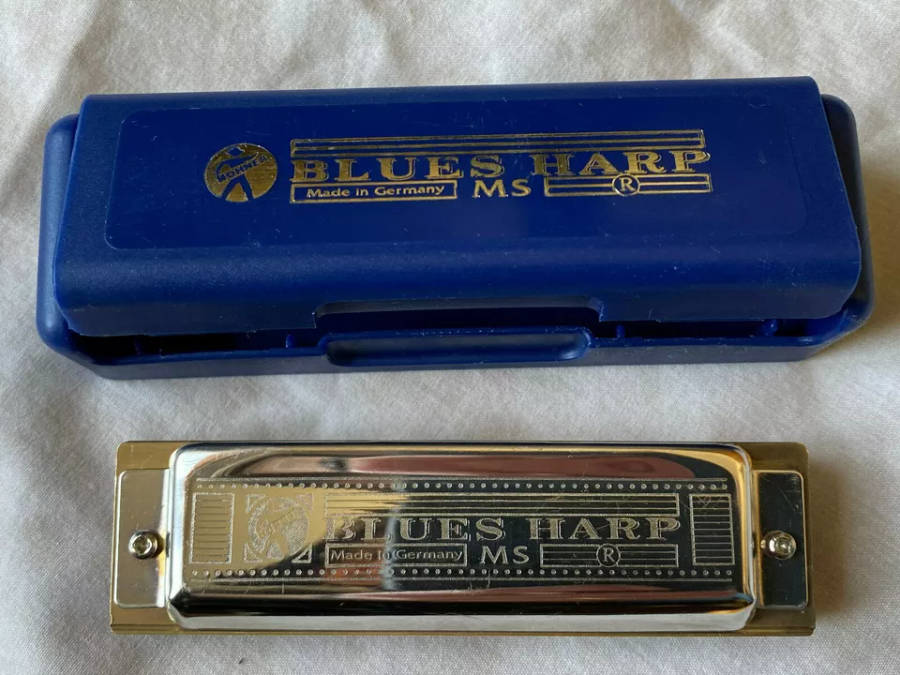 HOHNER
BLUES HARP
Made in Germany MS ®
BLUES HARP
Made in Germany MS ®